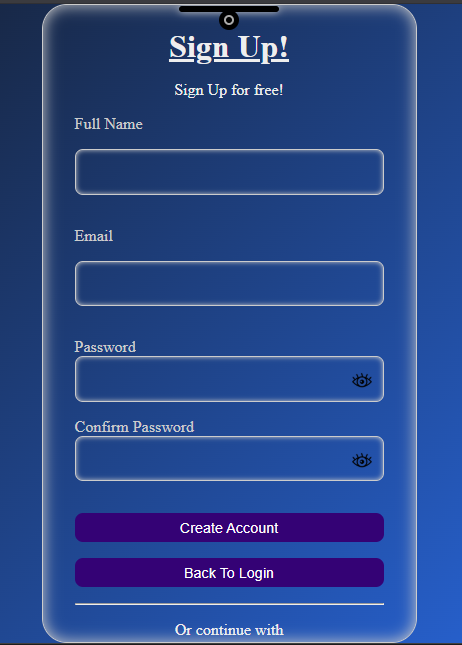 Sign Up!
Sign Up for free!
Full Name
Email
Password
Confirm Password
Create Account
Back To Login
Or continue with